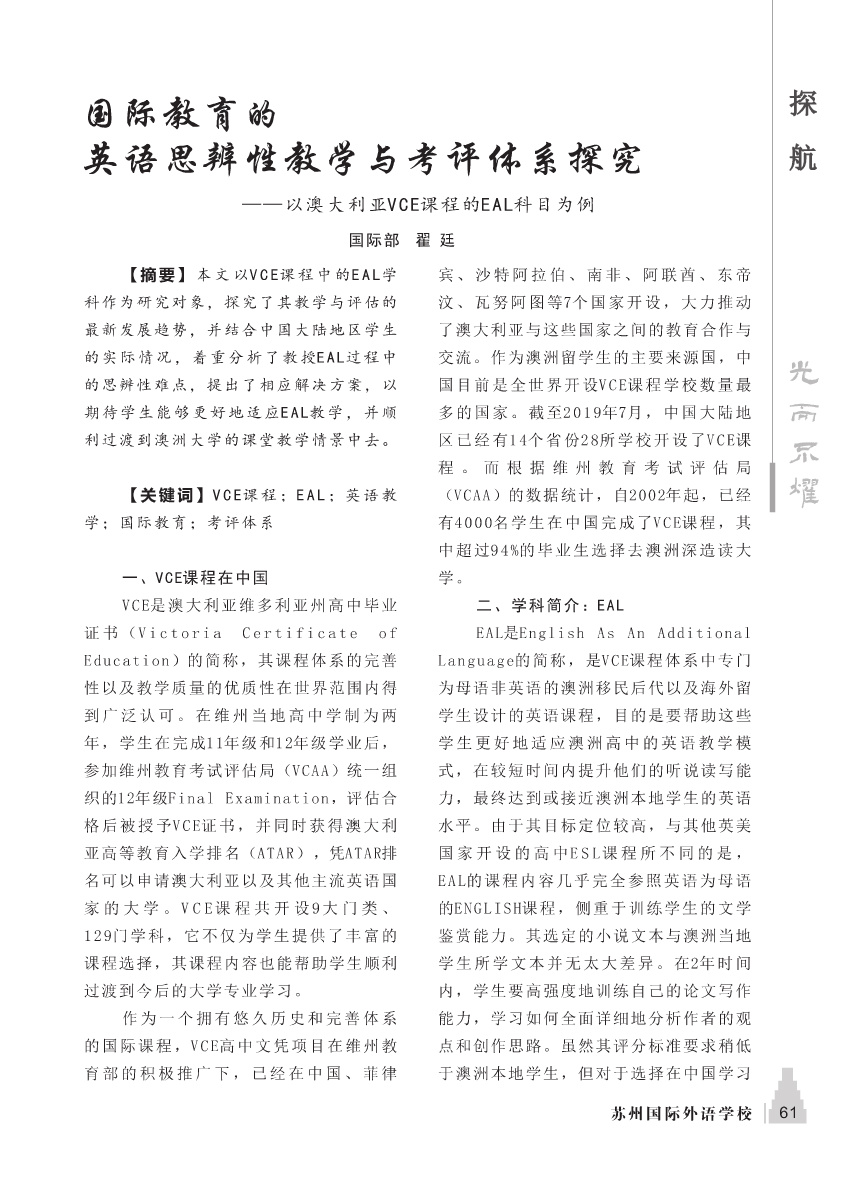 国际教育的
英语思辨性教学与考评体系探究
——以澳大利亚VCE课程的EAL科目为例
国际部 翟 廷
【摘要】本文以VCE课程中的EAL学
科作为研究对象，探究了其教学与评估的
最新发展趋势，并结合中国大陆地区学生
的实际情况，着重分析了教授EAL过程中
的思辨性难点，提出了相应解决方案，以
期待学生能够更好地适应EAL教学，并顺
利过渡到澳洲大学的课堂教学情景中去。
【关键词】VCE课程；EAL；英语教
学；国际教育；考评体系
一、VCE课程在中国
VCE是澳大利亚维多利亚州高中毕业
证书（Victoria Certificate of
Education）的简称，其课程体系的完善
性以及教学质量的优质性在世界范围内得
到广泛认可。在维州当地高中学制为两
年，学生在完成11年级和12年级学业后，
参加维州教育考试评估局（VCAA）统一组
织的12年级Final Examination，评估合
格后被授予VCE证书，并同时获得澳大利
亚高等教育入学排名（ATAR），凭ATAR排
名可以申请澳大利亚以及其他主流英语国
家的大学。VCE课程共开设9大门类、
129门学科，它不仅为学生提供了丰富的
课程选择，其课程内容也能帮助学生顺利
过渡到今后的大学专业学习。
作为一个拥有悠久历史和完善体系
的国际课程，VCE高中文凭项目在维州教
育部的积极推广下，已经在中国、菲律
宾、沙特阿拉伯、南非、阿联酋、东帝
汶、瓦努阿图等7个国家开设，大力推动
了澳大利亚与这些国家之间的教育合作与
交流。作为澳洲留学生的主要来源国，中
国目前是全世界开设VCE课程学校数量最
多的国家。截至2019年7月，中国大陆地
区已经有14个省份28所学校开设了VCE课
程。而根据维州教育考试评估局
（VCAA）的数据统计，自2002年起，已经
有4000名学生在中国完成了VCE课程，其
中超过94%的毕业生选择去澳洲深造读大
学。
二、学科简介：EAL
EAL是English As An Additional
Language的简称，是VCE课程体系中专门
为母语非英语的澳洲移民后代以及海外留
学生设计的英语课程，目的是要帮助这些
学生更好地适应澳洲高中的英语教学模
式，在较短时间内提升他们的听说读写能
力，最终达到或接近澳洲本地学生的英语
水平。由于其目标定位较高，与其他英美
国家开设的高中ESL课程所不同的是，
EAL的课程内容几乎完全参照英语为母语
的ENGLISH课程，侧重于训练学生的文学
鉴赏能力。其选定的小说文本与澳洲当地
学生所学文本并无太大差异。在2年时间
内，学生要高强度地训练自己的论文写作
能力，学习如何全面详细地分析作者的观
点和创作思路。虽然其评分标准要求稍低
于澳洲本地学生，但对于选择在中国学习
探航
光而不耀
苏州国际外语学校 61